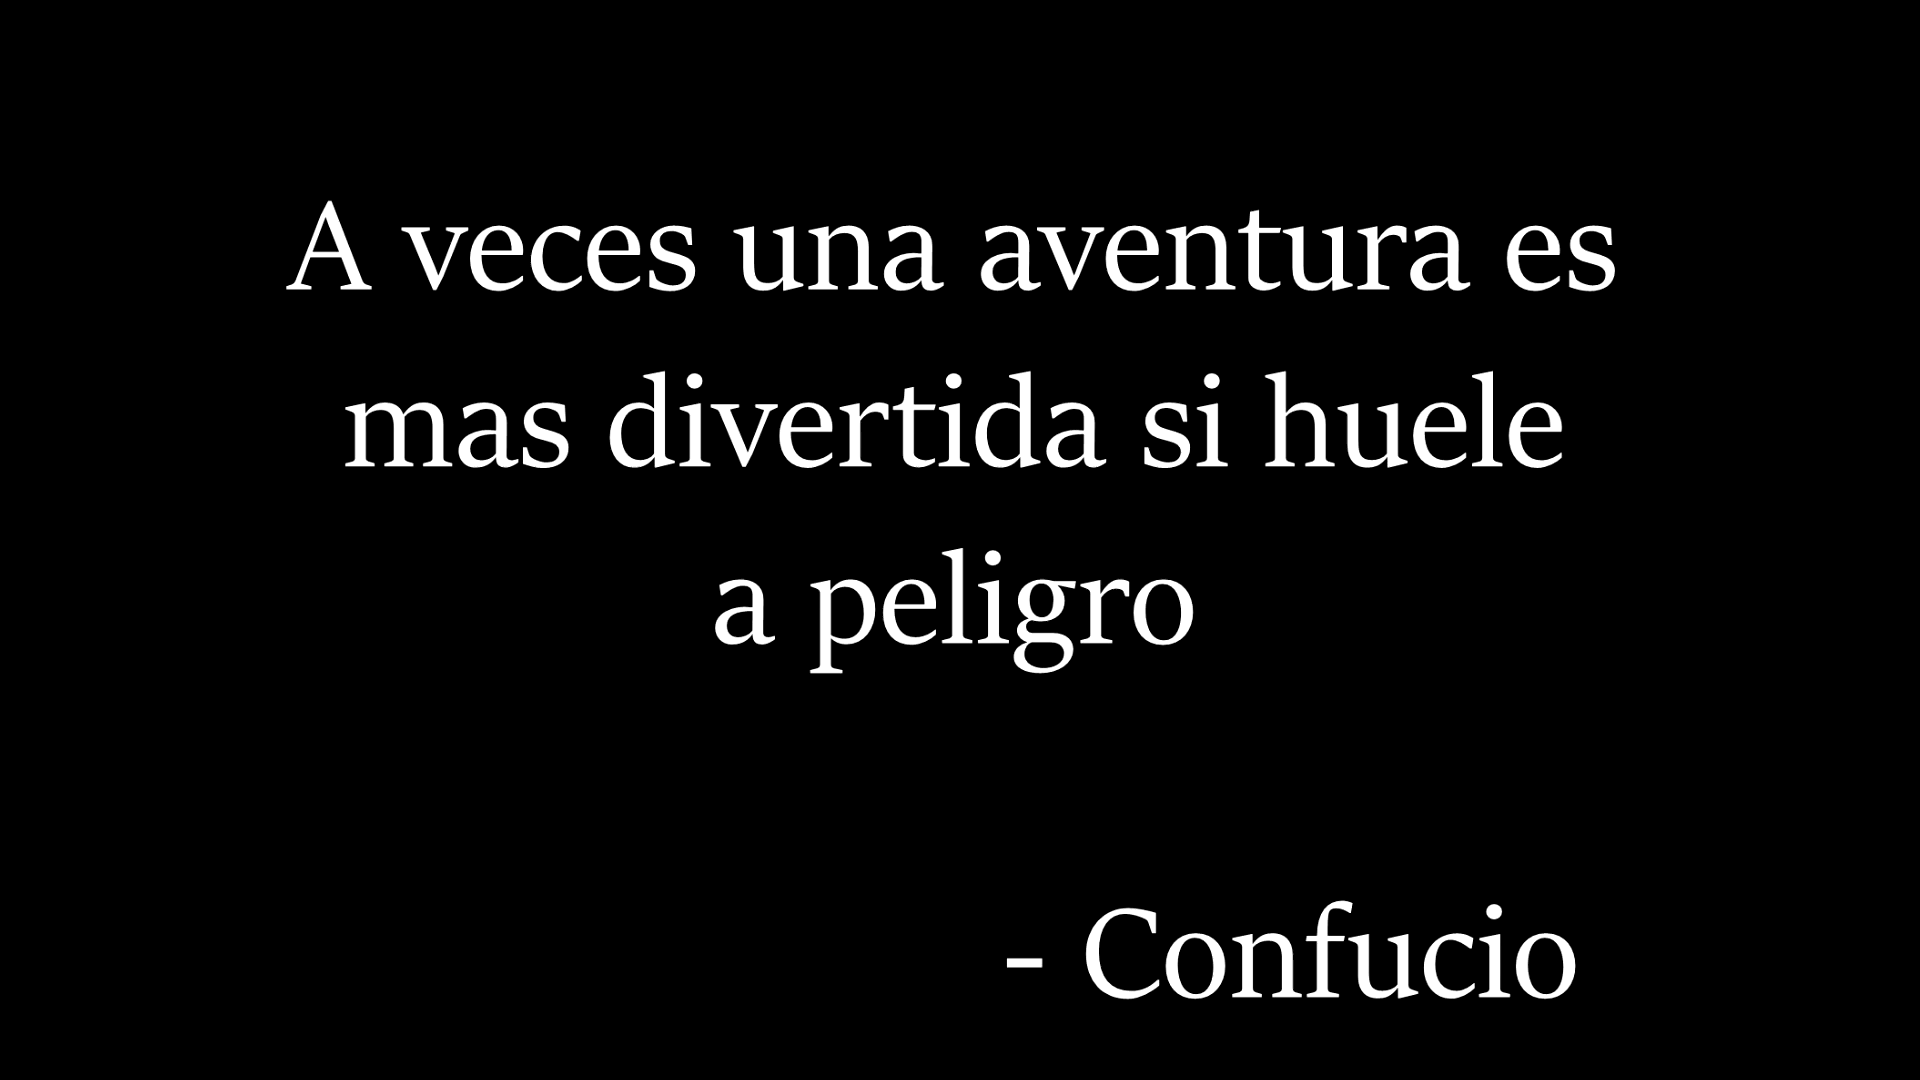 A veces una aventura es
mas divertida si huele
a peligro
- Confucio